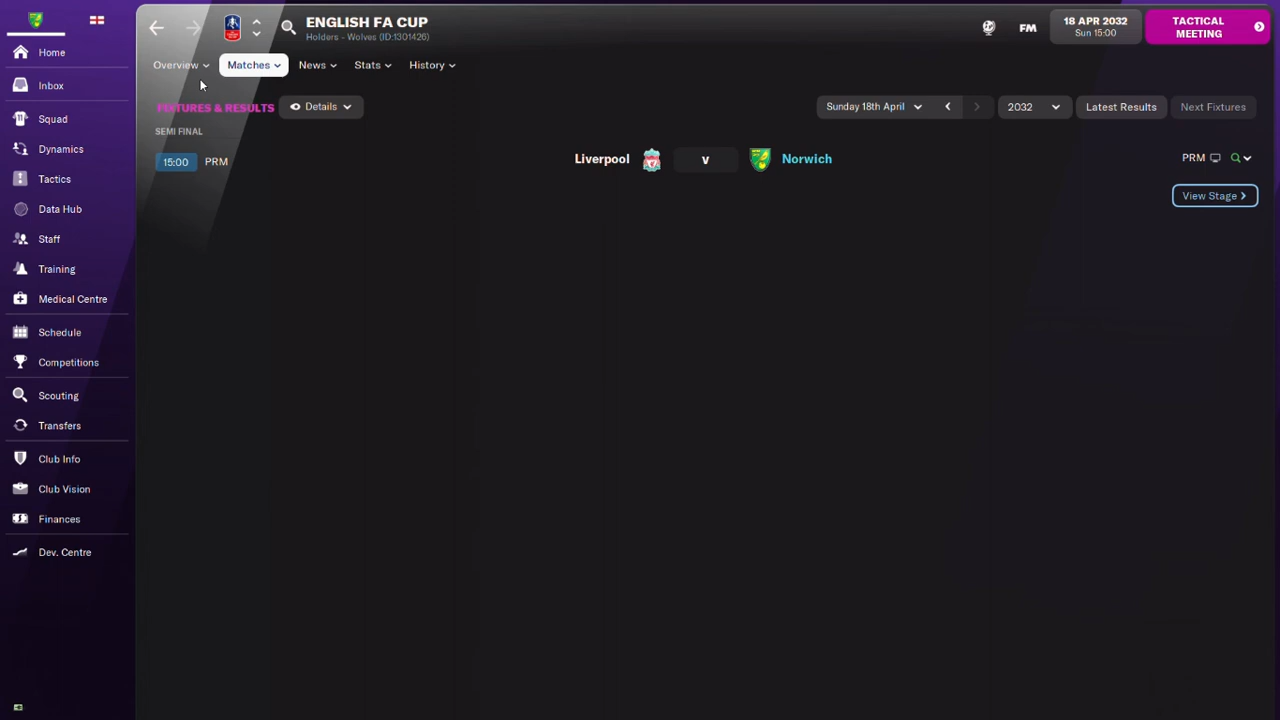 ENGLISH FA CUP
Holders - Wolves (ID:1301426)
FM
18 APR 2032
Sun 15:00
TACTICAL
MEETING
Home
Inbox
Squad
Dynamics
Tactics
Data Hub
Staff
Training
Medical Centre
Schedule
Competitions
Scouting
Transfers
Club Info
Club Vision
Finances
Dev. Centre
Overview
Matches
News
Stats
History
FIXTURES & RESULTS
Details
Sunday 18th April
2032
Latest Results
Next Fixtures
SEMI FINAL
15:00 PRM
Liverpool v Norwich
PRM
View Stage